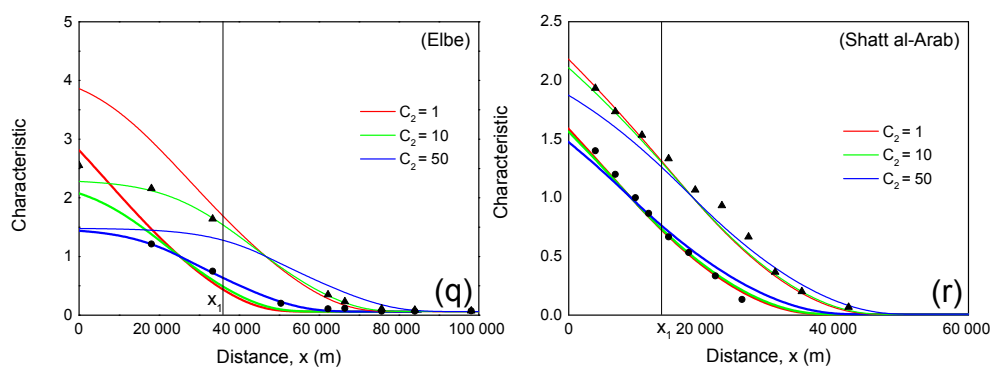 5
4
3
2
1
0
Characteristic
(Elbe)
C2 = 1
C2 = 10
C2 = 50
x1
(q)
0 20 000 40 000 60 000 80 000 100 000
Distance, x (m)
2.5
2.0
1.5
1.0
0.5
0.0
Characteristic
(Shatt al-Arab)
C2 = 1
C2 = 10
C2 = 50
(r)
0 x1 20 000 40 000 60 000
Distance, x (m)